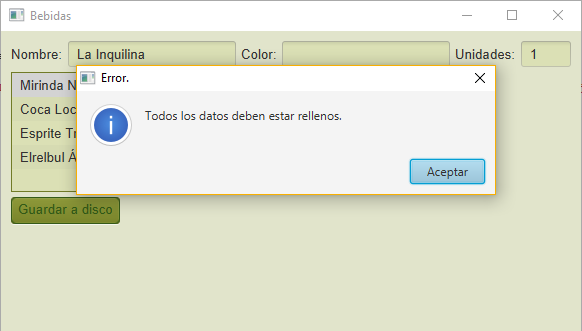 Bebidas
Nombre: La Inquilina Color: Unidades: 1
Error.
Mirinda N
Todos los datos deben estar rellenos.
Coca Loc
Esprite Tr
Elrelbul Á
Aceptar
Guardar a disco